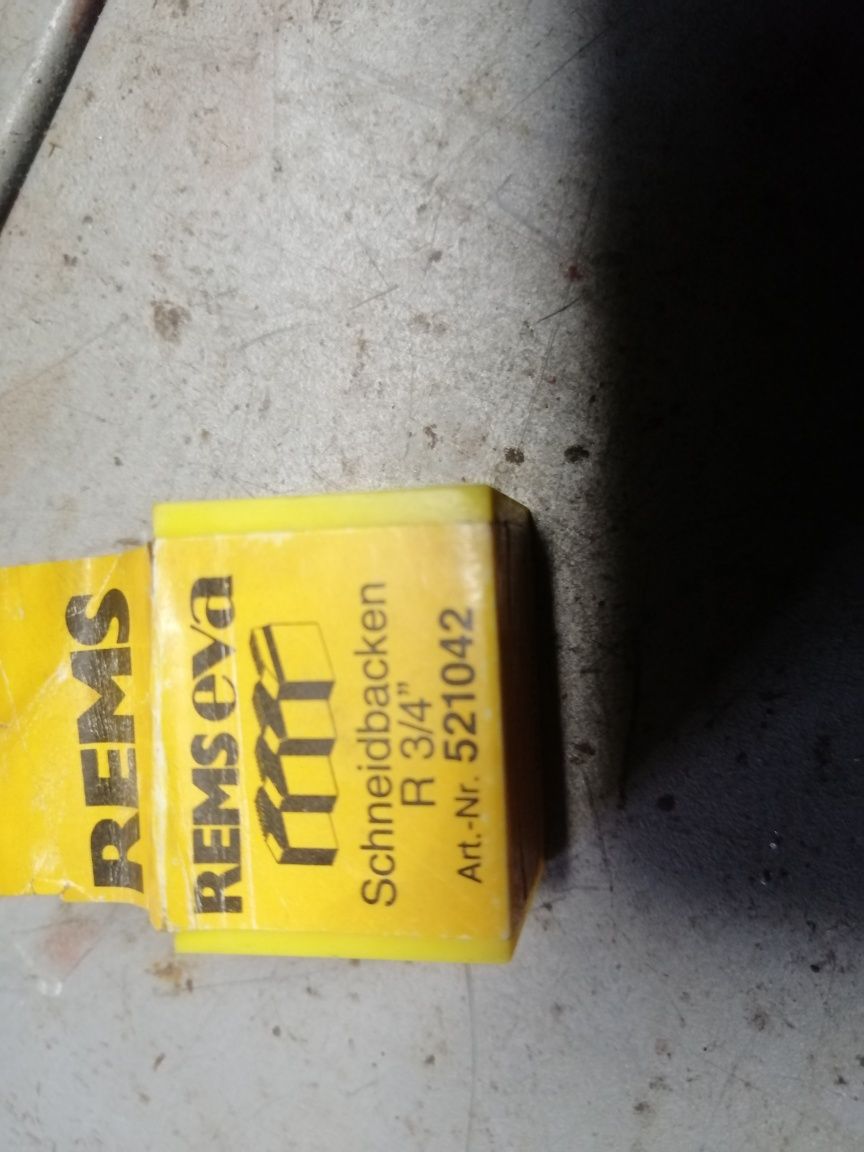 REMS
REMS eva
Schneidbacken
R 3/4"
Art.-Nr. 521042